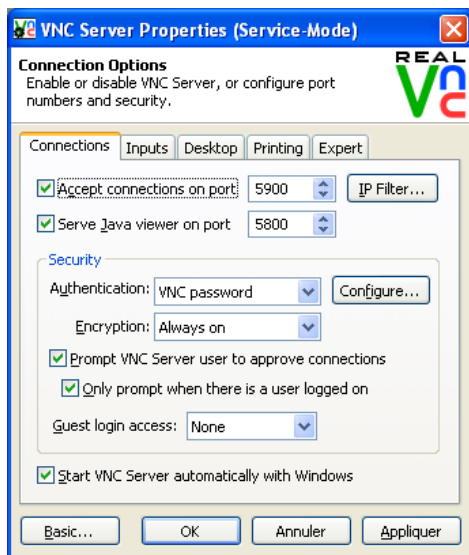 VNC Server Properties (Service-Mode)
Connection Options
Enable or disable VNC Server, or configure port
numbers and security.
REAL
VNC
Connections Inputs Desktop Printing Expert
Accept connections on port 5900 IP Filter...
Serve Java viewer on port 5800
Security
Authentication: VNC password Configure...
Encryption: Always on
Prompt VNC Server user to approve connections
Only prompt when there is a user logged on
Guest login access: None
Start VNC Server automatically with Windows
Basic... OK Annuler Appliquer